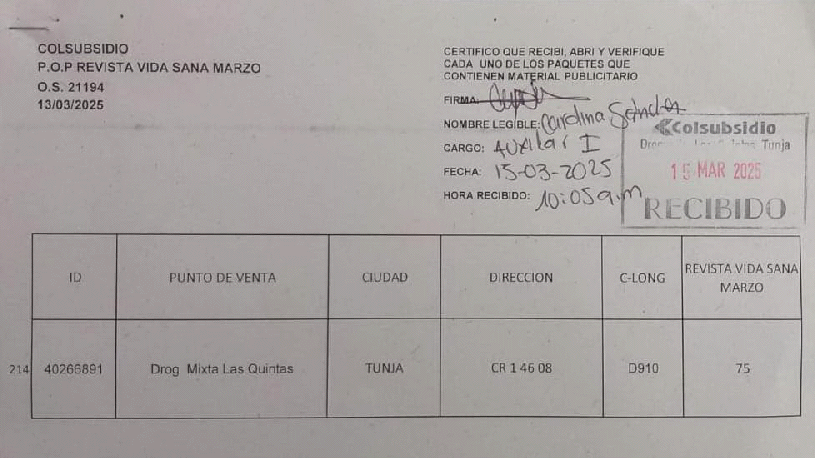 COLSUBSIDIO
P.O.P REVISTA VIDA SANA MARZO
O.S. 21194
13/03/2025
CERTIFICO QUE RECIBI, ABRI Y VERIFIQUE
CADA UNO DE LOS PAQUETES QUE
CONTIENEN MATERIAL PUBLICITARIO
FIRMA:
NOMBRE LEGIBLE: Carolina Sánchez
CARGO: Auxiliar I
FECHA: 15-03-2025
HORA RECIBIDO: 10:05 a.m
Colsubsidio
Tunja
15 MAR 2025
RECIBIDO
ID PUNTO DE VENTA CIUDAD DIRECCION C-LONG REVISTA VIDA SANA MARZO
214 40266891 Drog Mixta Las Quintas TUNJA CR 1 46 08 D910 75